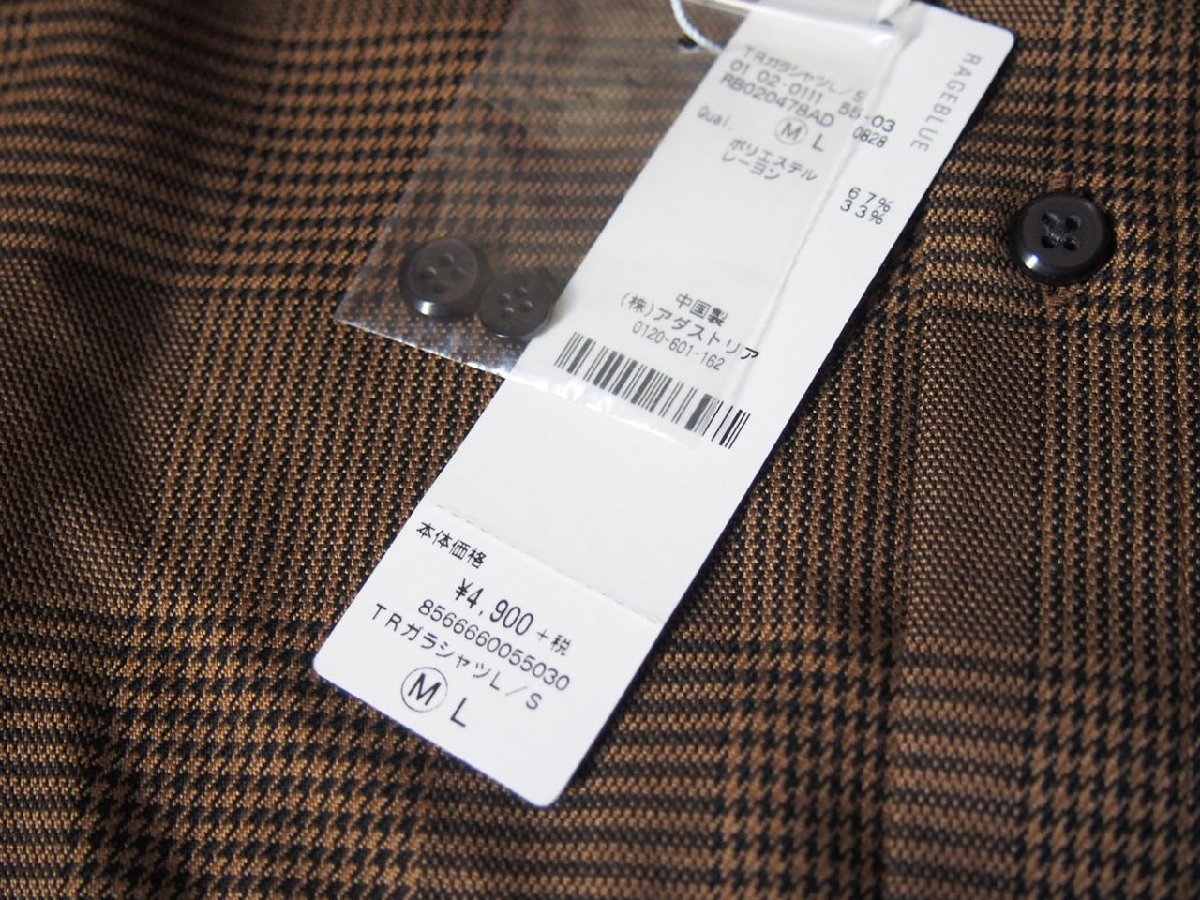 RAGEBLUE
TRガラシャツL/S
01 02 0111 55-03
RB020478AD 0828
Qual. Ⓜ L
ポリエステル 67%
レーヨン 33%
中国製
(株)アダストリア
0120-601-162
本体価格
¥4,900+税
8566660055030
TRガラシャツL/S
Ⓜ L